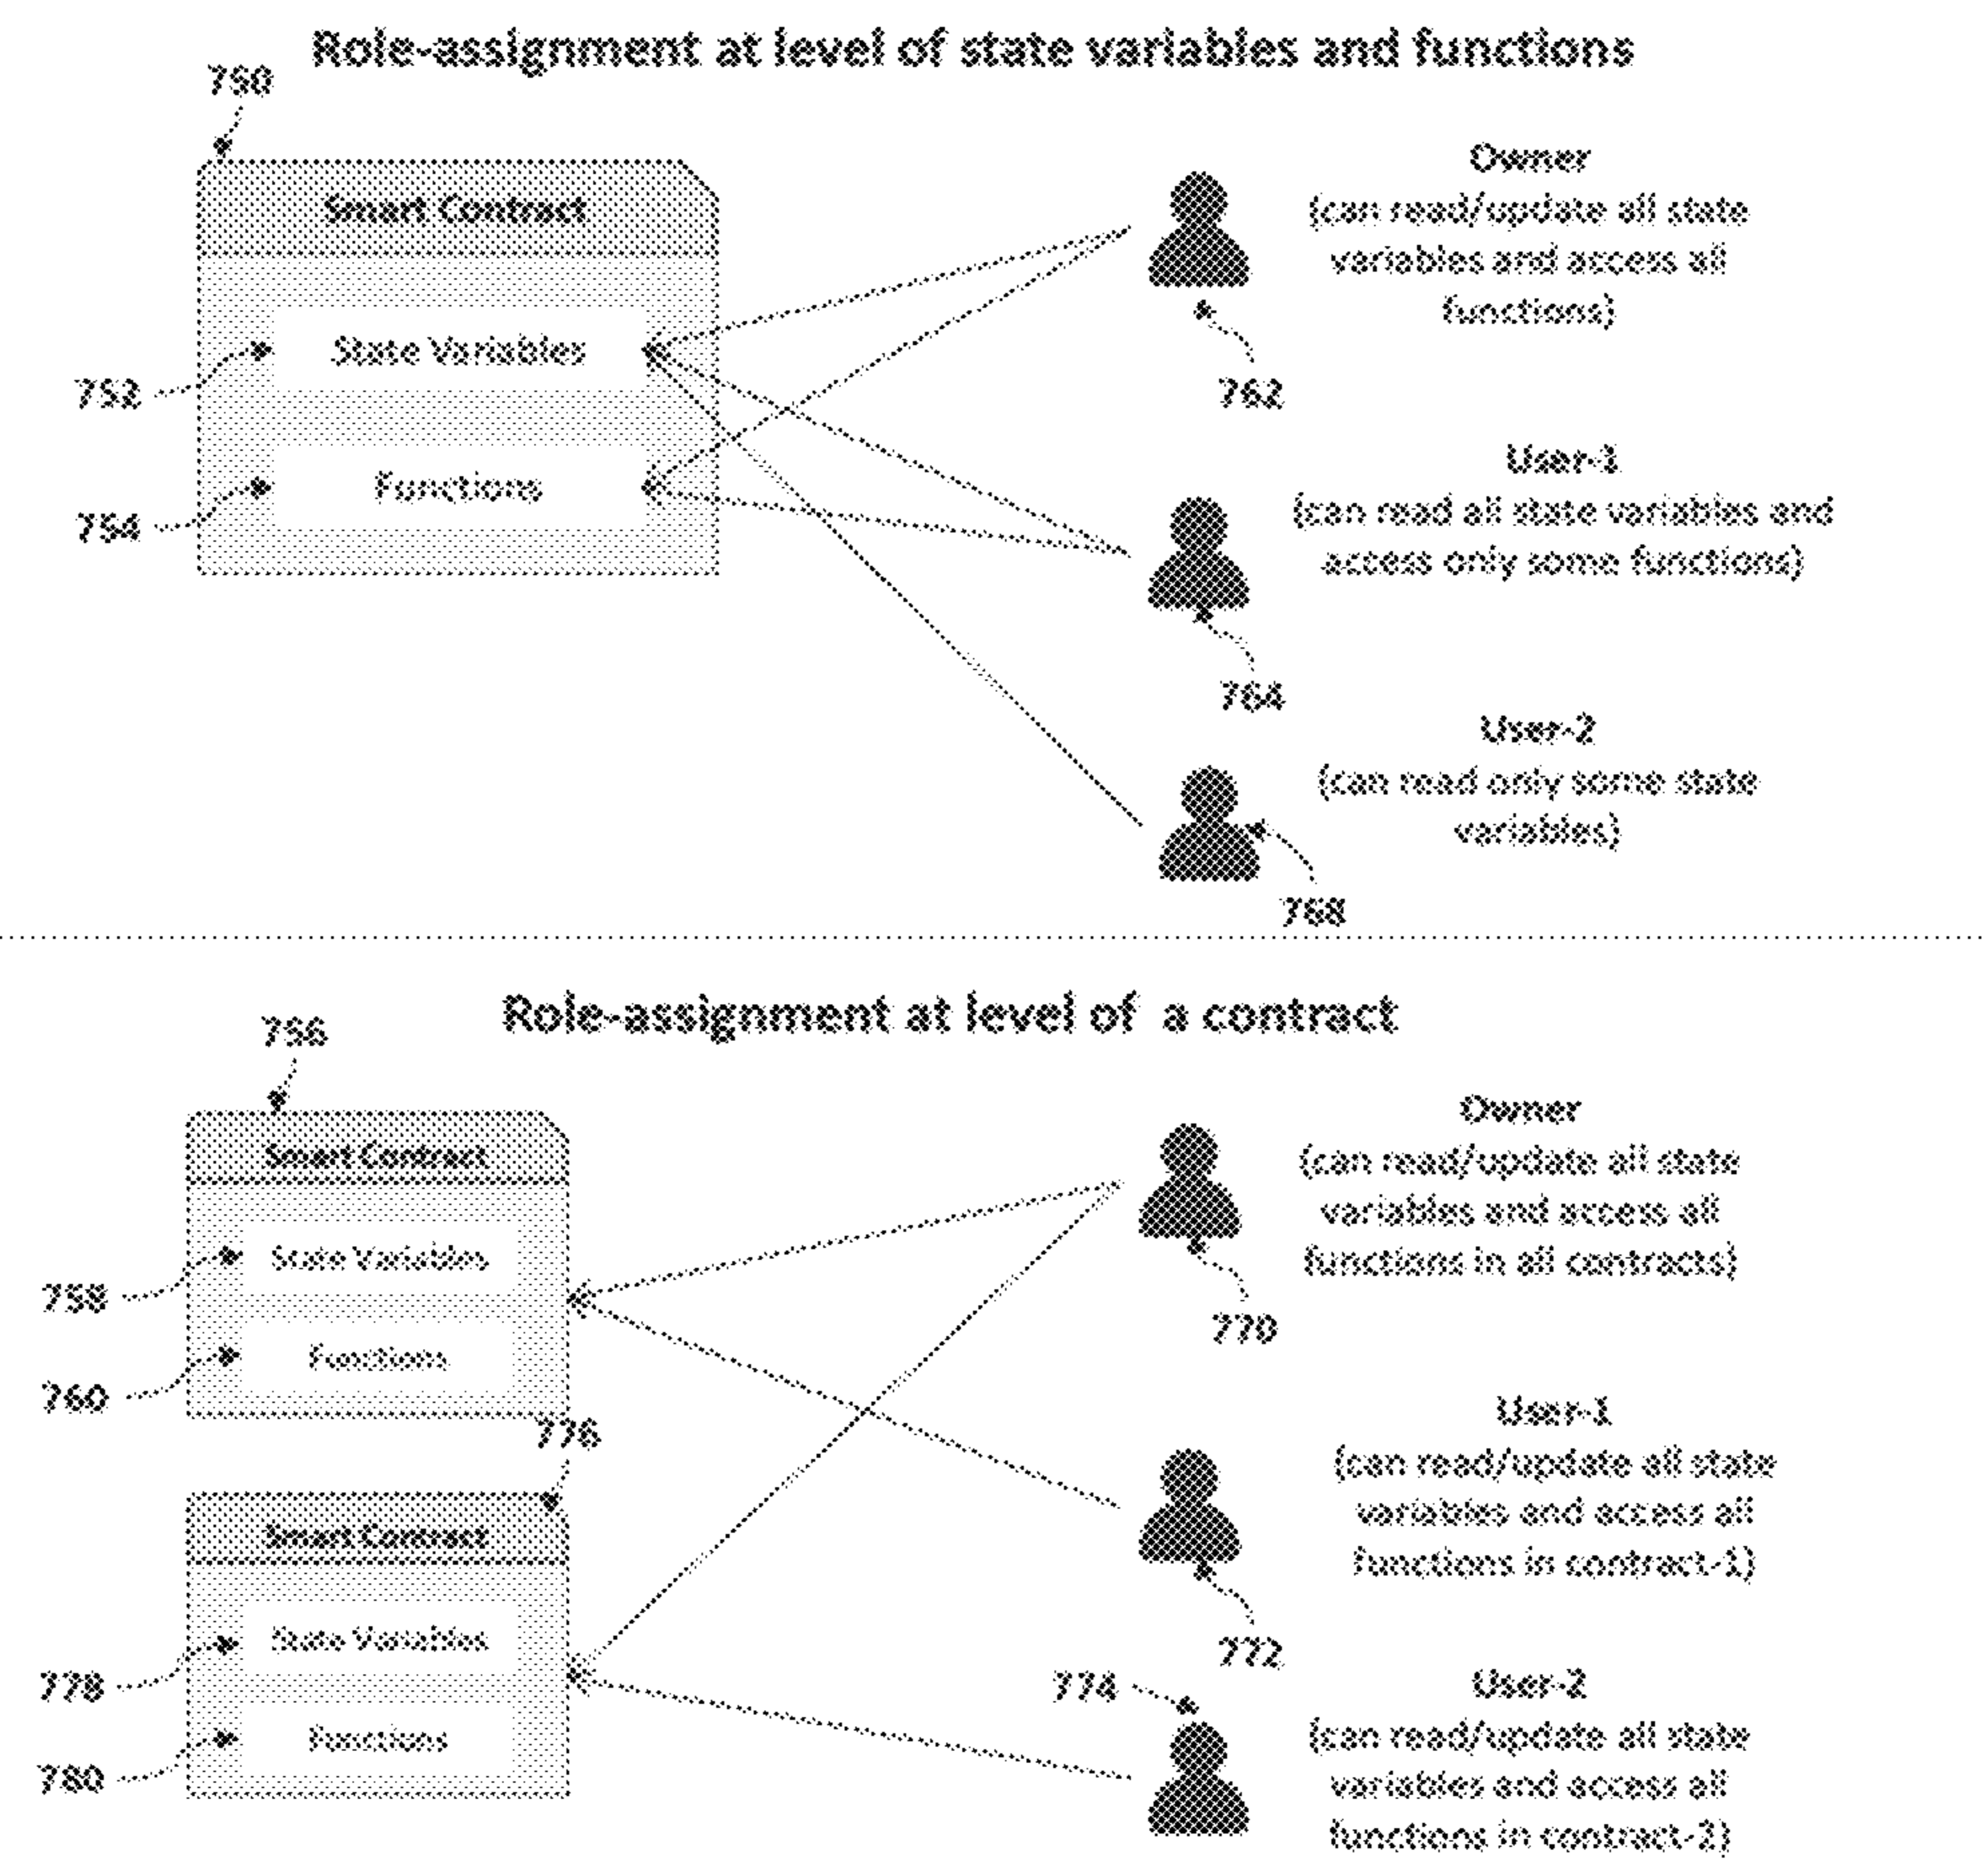 Role-assignment at level of state variables and functions
750
Smart Contract
State Variables
752
Functions
754
Owner
(can read/update all state
variables and access all
functions)
762
User-1
(can read all state variables and
access only some functions)
764
User-2
(can read only some state
variables)
768
Role-assignment at level of a contract
756
Smart Contract
State Variables
758
Functions
760
776
Smart Contract
State Variables
778
Functions
780
Owner
(can read/update all state
variables and access all
functions in all contracts)
770
User-1
(can read/update all state
variables and access all
functions in contract-1)
772
774
User-2
(can read/update all state
variables and access all
functions in contract-2)